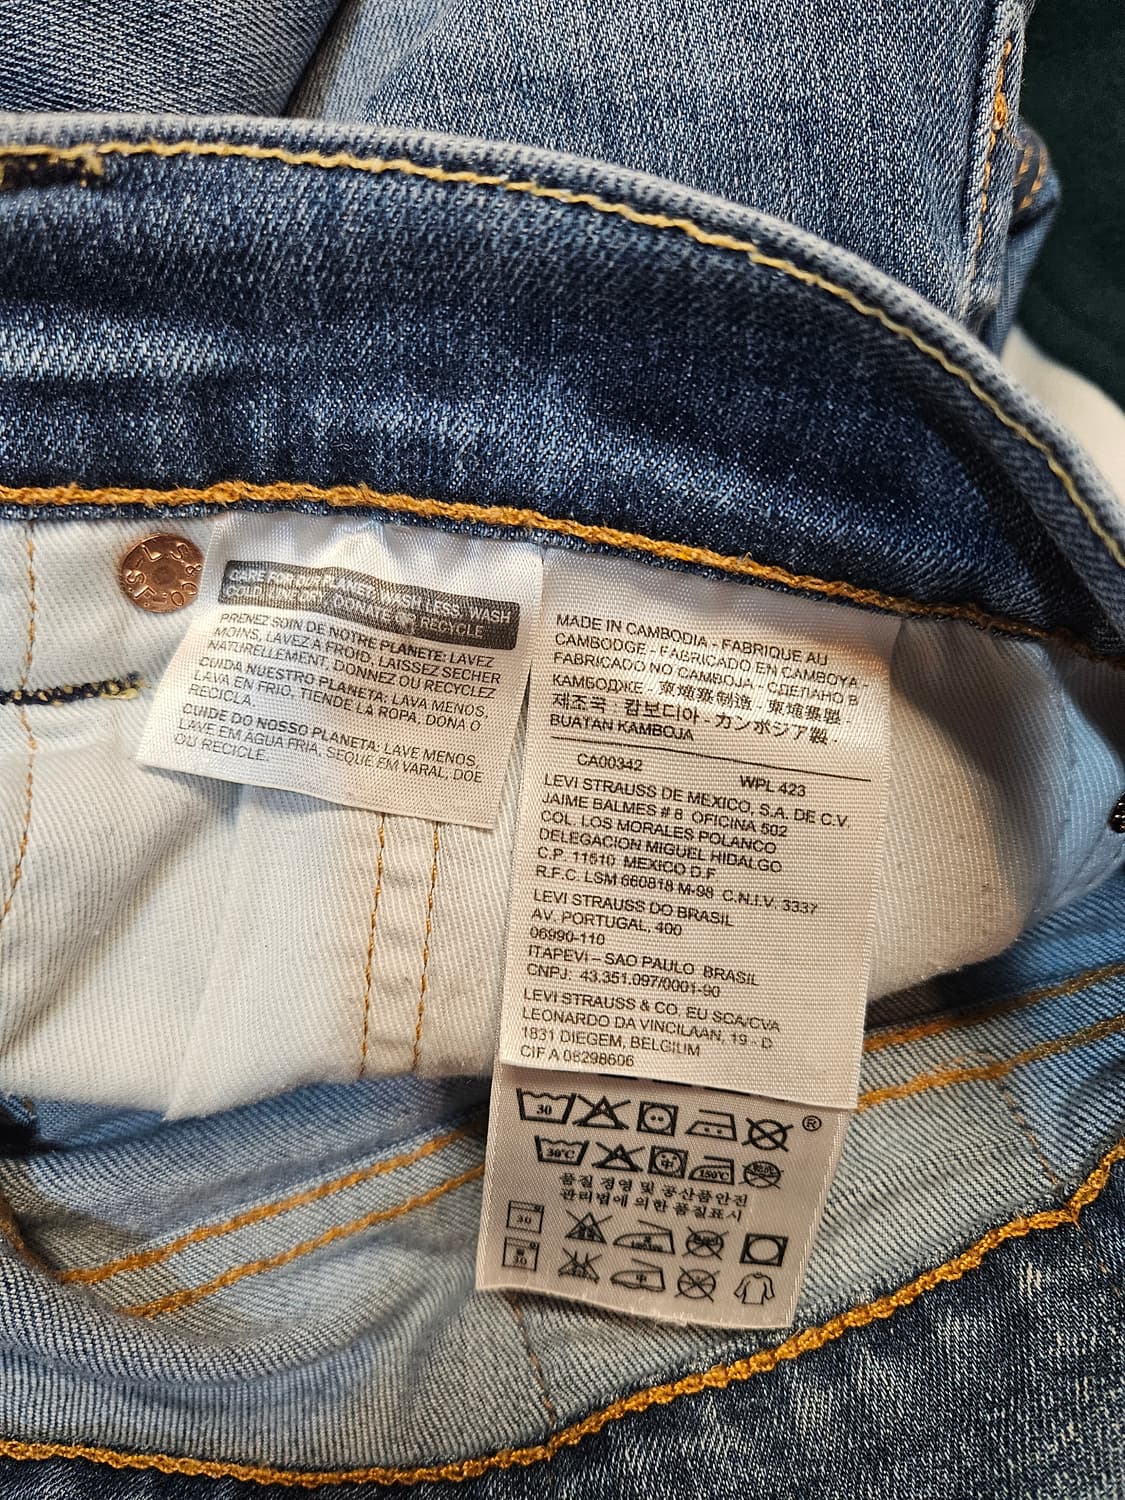 L S & CO. S.F.
CARE FOR OUR PLANET: WASH LESS, WASH
COLD, LINE DRY, DONATE OR RECYCLE
PRENEZ SOIN DE NOTRE PLANETE: LAVEZ
MOINS, LAVEZ À FROID, LAISSEZ SECHER
NATURELLEMENT, DONNEZ OU RECYCLEZ
CUIDA NUESTRO PLANETA: LAVA MENOS,
LAVA EN FRIO. TIENDE LA ROPA, DONA O
RECICLA.
CUIDE DO NOSSO PLANETA: LAVE MENOS,
LAVE EM ÁGUA FRIA, SEQUE EM VARAL, DOE
OU RECICLE.
MADE IN CAMBODIA - FABRIQUE AU
CAMBODGE - FABRICADO EN CAMBOYA -
FABRICADO NO CAMBOJA - СДЕЛАНО В
КАМБОДЖЕ - 柬埔寨制造 - 柬埔寨製 -
제조국 : 캄보디아 - カンボジア製 -
BUATAN KAMBOJA
CA00342 WPL 423
LEVI STRAUSS DE MEXICO, S.A. DE C.V.
JAIME BALMES # 8 OFICINA 502
COL. LOS MORALES POLANCO
DELEGACION MIGUEL HIDALGO
C.P. 11510 MEXICO D.F
R.F.C. LSM 660818 M-98 C.N.I.V. 3337
LEVI STRAUSS DO BRASIL
AV. PORTUGAL, 400
06990-110
ITAPEVI – SAO PAULO BRASIL
CNPJ: 43.351.097/0001-90
LEVI STRAUSS & CO. EU SCA/CVA
LEONARDO DA VINCILAAN, 19 - D
1831 DIEGEM, BELGIUM
CIF A 08298606
30 ®
30℃ 中 150℃
품질 경영 및 공산품안전
관리법에 의한 품질표시
30
30 中